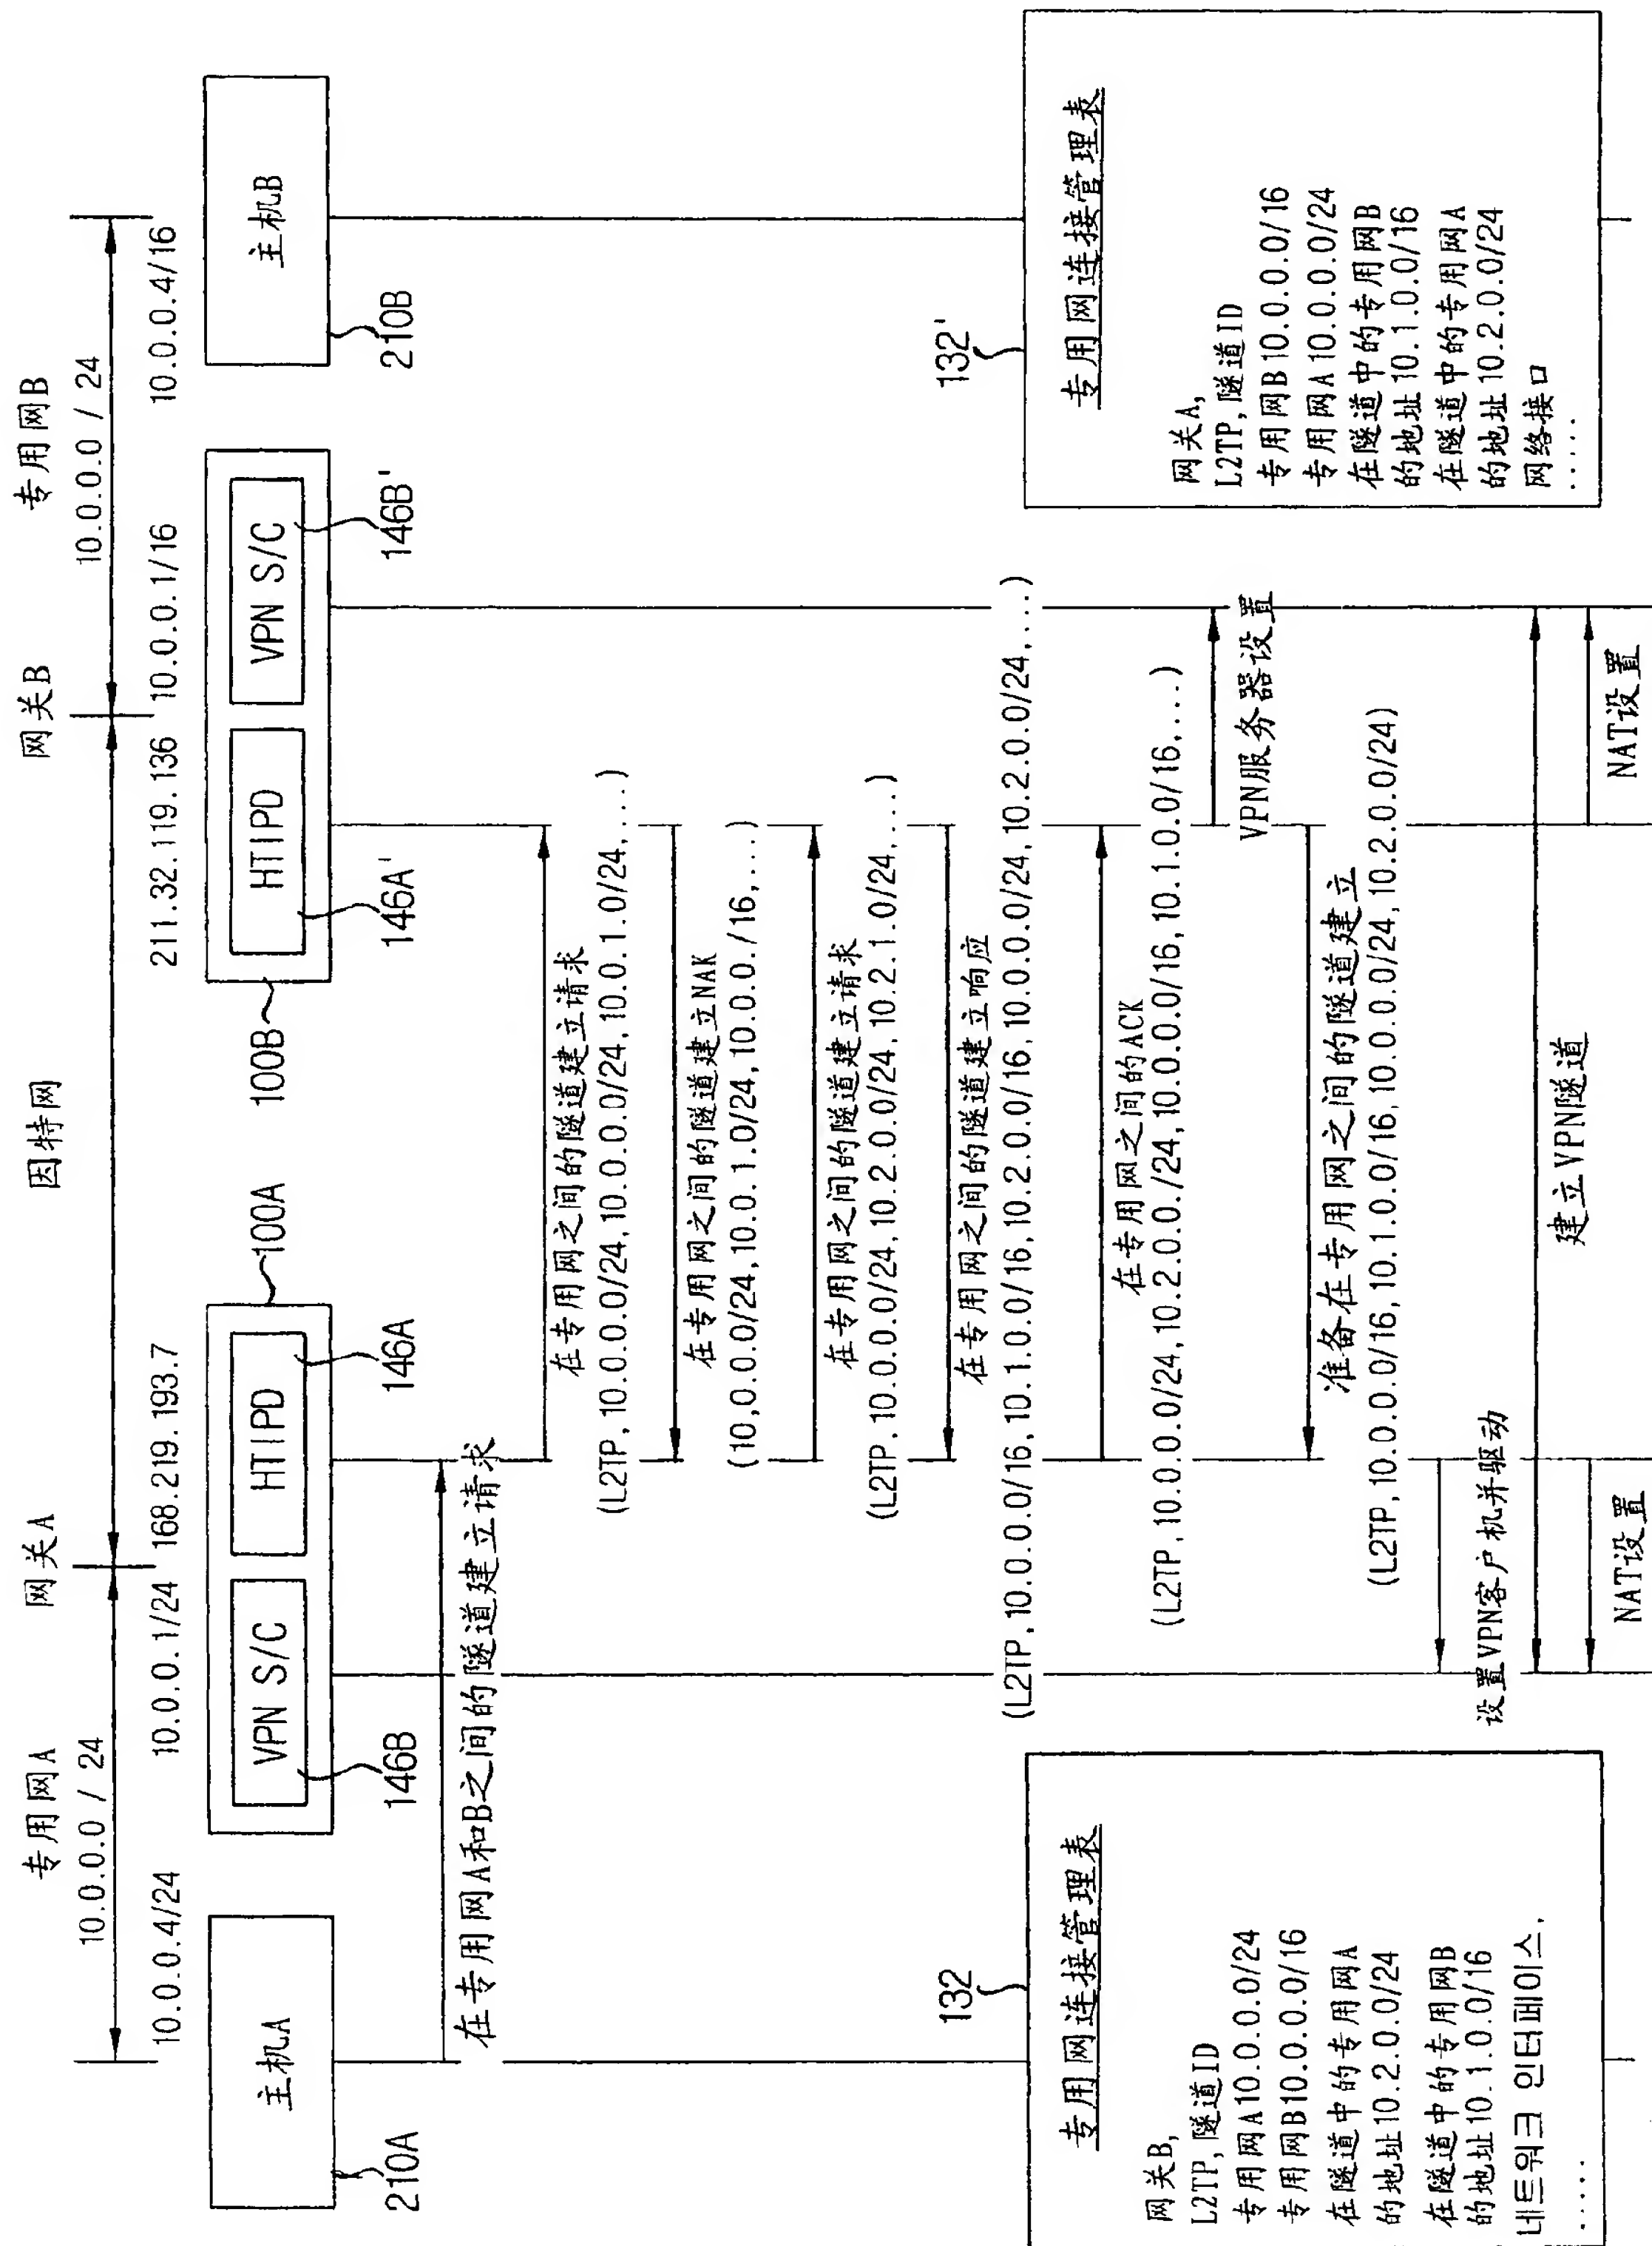 专用网A
网关A
因特网
网关B
专用网B
10.0.0.0 / 24
10.0.0.0 / 24
10.0.0.4/24
10.0.0.1/24
168.219.193.7
211.32.119.136
10.0.0.1/16
10.0.0.4/16
主机A
VPN S/C
HTIPD
HTIPD
VPN S/C
主机B
210A
146B
146A
100A
100B
146A'
146B'
210B
在专用网A和B之间的隧道建立请求
在专用网之间的隧道建立请求
(L2TP,10.0.0.0/24,10.0.0.0/24,10.0.1.0/24,....)
在专用网之间的隧道建立NAK
(10,0.0.0/24,10.0.1.0/24,10.0.0./16,....)
在专用网之间的隧道建立请求
(L2TP,10.0.0.0/24,10.2.0.0/24,10.2.1.0/24,....)
在专用网之间的隧道建立响应
(L2TP,10.0.0.0/16,10.1.0.0/16,10.2.0.0/16,10.0.0.0/24,10.2.0.0/24,....)
在专用网之间的ACK
(L2TP,10.0.0.0/24,10.2.0.0./24,10.0.0.0/16,10.1.0.0/16,....)
VPN服务器设置
准备在专用网之间的隧道建立
(L2TP,10.0.0.0/16,10.1.0.0/16,10.0.0.0/24,10.2.0.0/24)
设置VPN客户机并驱动
建立VPN隧道
NAT设置
NAT设置
132
专用网连接管理表
网关B,
L2TP,隧道ID
专用网A10.0.0.0/24
专用网B10.0.0.0/16
在隧道中的专用网A
的地址10.2.0.0/24
在隧道中的专用网B
的地址10.1.0.0/16
네트워크 인터페이스,
.....
132'
专用网连接管理表
网关A,
L2TP,隧道ID
专用网B10.0.0.0/16
专用网A10.0.0.0/24
在隧道中的专用网B
的地址10.1.0.0/16
在隧道中的专用网A
的地址10.2.0.0/24
网络接口
.....